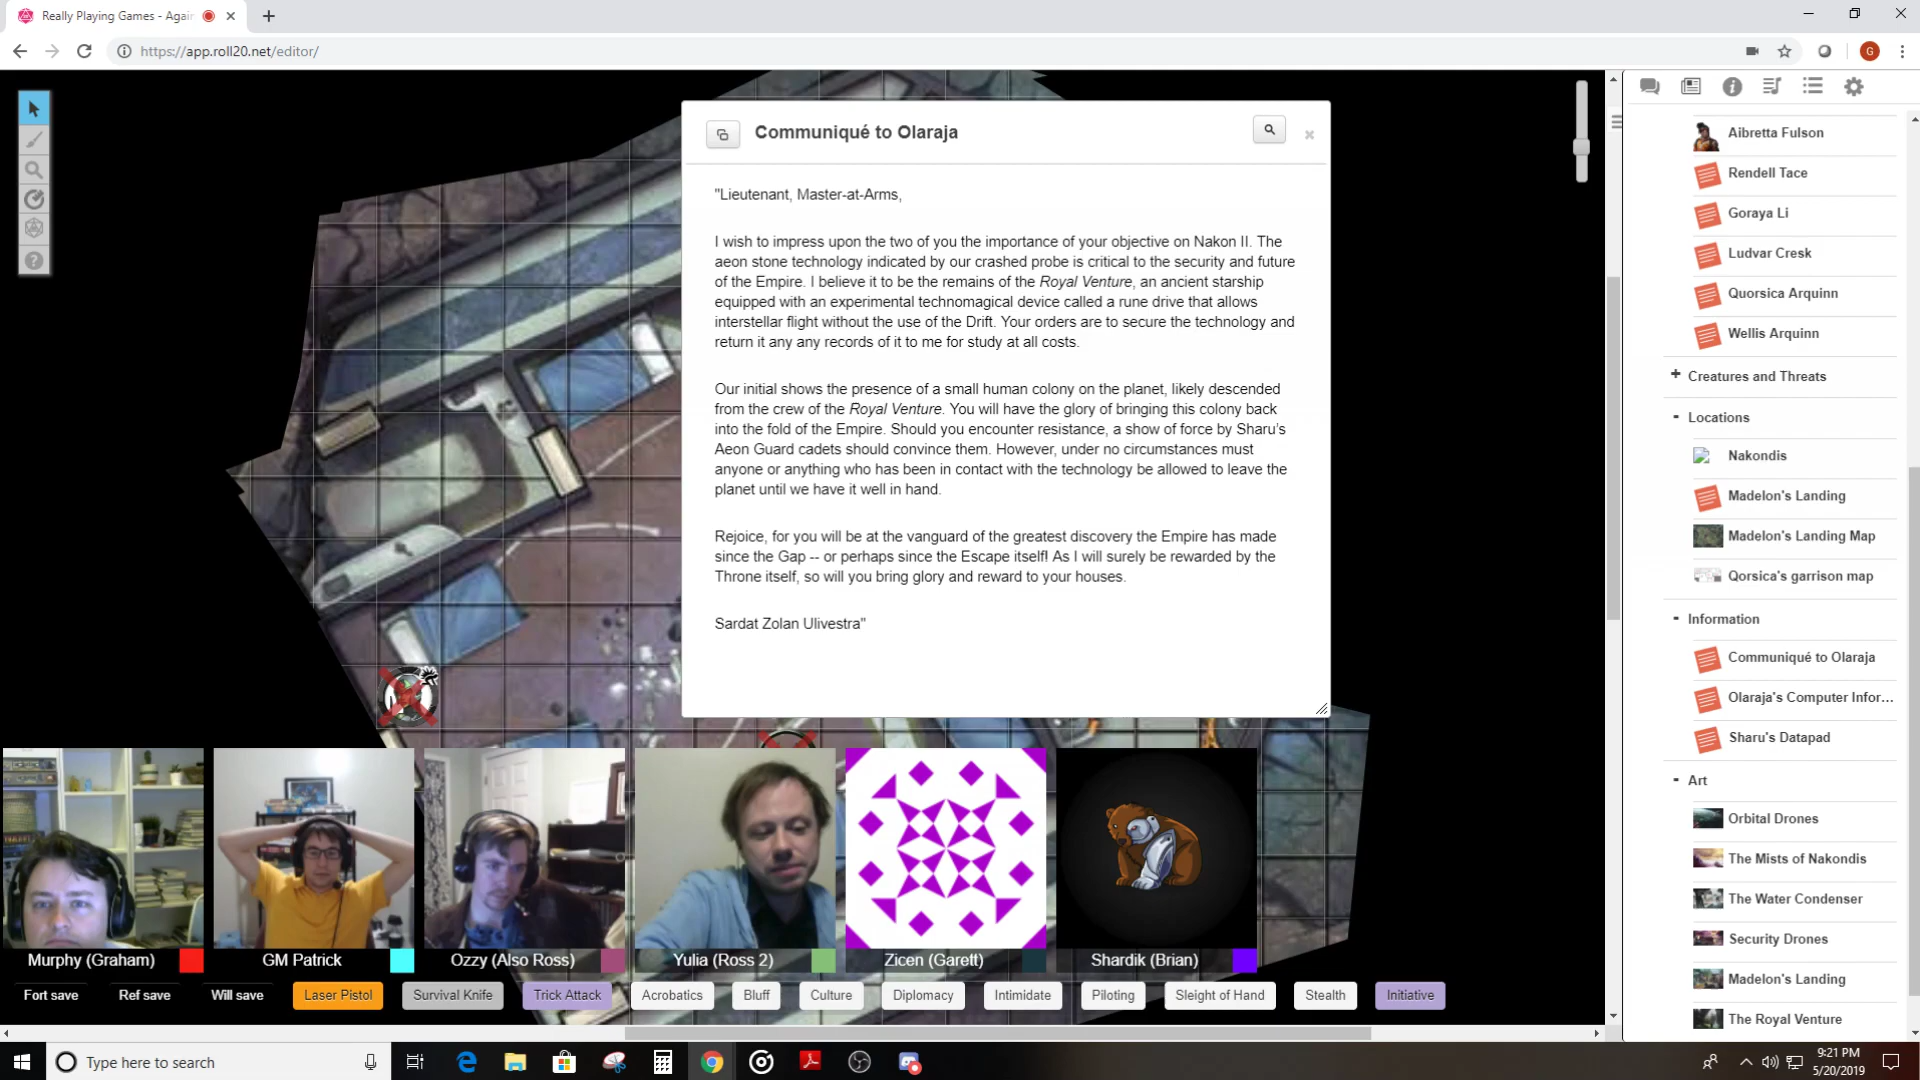 Really Playing Games - Again
https://app.roll20.net/editor/
G
Communiqué to Olaraja
"Lieutenant, Master-at-Arms,
I wish to impress upon the two of you the importance of your objective on Nakon II. The
aeon stone technology indicated by our crashed probe is critical to the security and future
of the Empire. I believe it to be the remains of the Royal Venture, an ancient starship
equipped with an experimental technomagical device called a rune drive that allows
interstellar flight without the use of the Drift. Your orders are to secure the technology and
return it any any records of it to me for study at all costs.
Our initial shows the presence of a small human colony on the planet, likely descended
from the crew of the Royal Venture. You will have the glory of bringing this colony back
into the fold of the Empire. Should you encounter resistance, a show of force by Sharu's
Aeon Guard cadets should convince them. However, under no circumstances must
anyone or anything who has been in contact with the technology be allowed to leave the
planet until we have it well in hand.
Rejoice, for you will be at the vanguard of the greatest discovery the Empire has made
since the Gap -- or perhaps since the Escape itself! As I will surely be rewarded by the
Throne itself, so will you bring glory and reward to your houses.
Sardat Zolan Ulivestra"
Aibretta Fulson
Rendell Tace
Goraya Li
Ludvar Cresk
Quorsica Arquinn
Wellis Arquinn
Creatures and Threats
Locations
Nakondis
Madelon's Landing
Madelon's Landing Map
Qorsica's garrison map
Information
Communiqué to Olaraja
Olaraja's Computer Infor...
Sharu's Datapad
Art
Orbital Drones
The Mists of Nakondis
The Water Condenser
Security Drones
Madelon's Landing
The Royal Venture
Murphy (Graham)
GM Patrick
Ozzy (Also Ross)
Yulia (Ross 2)
Zicen (Garett)
Shardik (Brian)
Fort save
Ref save
Will save
Laser Pistol
Survival Knife
Trick Attack
Acrobatics
Bluff
Culture
Diplomacy
Intimidate
Piloting
Sleight of Hand
Stealth
Initiative
Type here to search
9:21 PM
5/20/2019